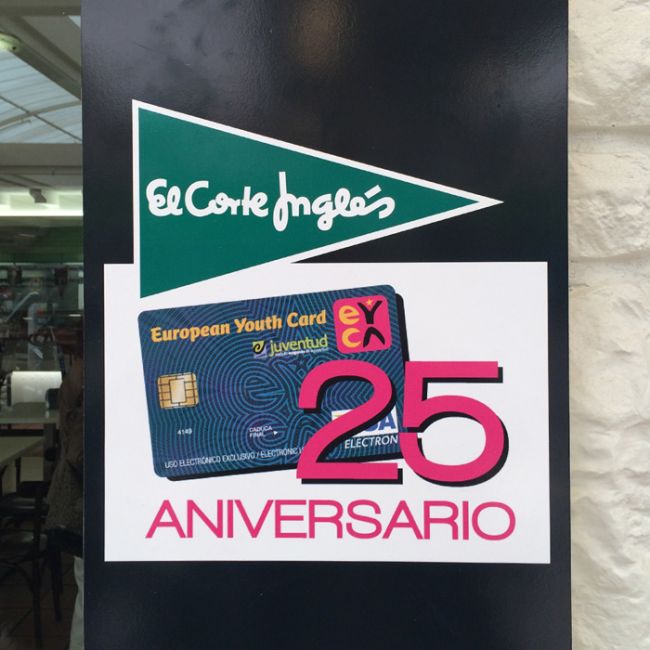 El Corte Inglés
European Youth Card
eyca
juventud
4149
CADUCA
FINAL
ELECTRON
USO ELECTRÓNICO EXCLUSIVO / ELECTRONIC
25
ANIVERSARIO